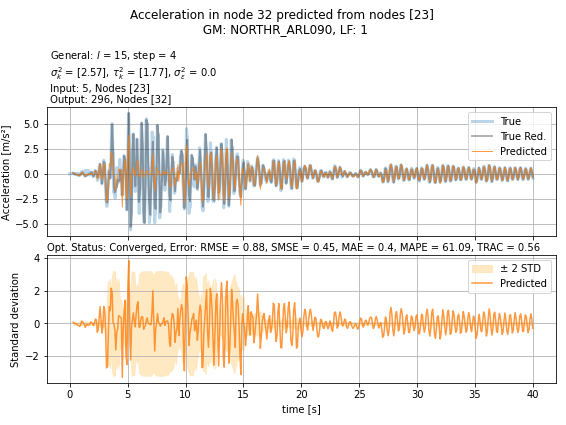 Acceleration in node 32 predicted from nodes [23]
GM: NORTHR_ARL090, LF: 1
General: l = 15, step = 4
σ²ₖ = [2.57], τ²ₖ = [1.77], σ²ε = 0.0
Input: 5, Nodes [23]
Output: 296, Nodes [32]
Acceleration [m/s²]
5.0
2.5
0.0
−2.5
−5.0
True
True Red.
Predicted
Opt. Status: Converged, Error: RMSE = 0.88, SMSE = 0.45, MAE = 0.4, MAPE = 61.09, TRAC = 0.56
Standard deviation
4
2
0
−2
± 2 STD
Predicted
0 5 10 15 20 25 30 35 40
time [s]